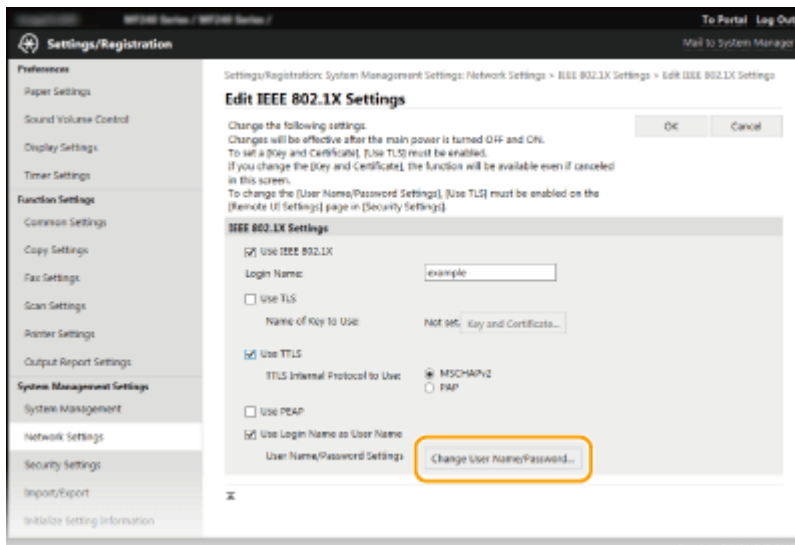 MF240 Series / MF240 Series /
To Portal Log Out
Settings/Registration
Mail to System Manager
Preferences
Paper Settings
Sound Volume Control
Display Settings
Timer Settings
Function Settings
Common Settings
Copy Settings
Fax Settings
Scan Settings
Printer Settings
Output Report Settings
System Management Settings
System Management
Network Settings
Security Settings
Import/Export
Initialize Setting Information
Settings/Registration: System Management Settings: Network Settings > IEEE 802.1X Settings > Edit IEEE 802.1X Settings
Edit IEEE 802.1X Settings
OK
Cancel
Change the following settings.
Changes will be effective after the main power is turned OFF and ON.
To set a [Key and Certificate], [Use TLS] must be enabled.
If you change the [Key and Certificate], the function will be available even if canceled
in this screen.
To change the [User Name/Password Settings], [Use TLS] must be enabled on the
[Remote UI Settings] page in [Security Settings].
IEEE 802.1X Settings
Use IEEE 802.1X
Login Name: example
Use TLS
Name of Key to Use: Not set. Key and Certificate...
Use TTLS
TTLS Internal Protocol to Use: MSCHAPv2
PAP
Use PEAP
Use Login Name as User Name
User Name/Password Settings Change User Name/Password...